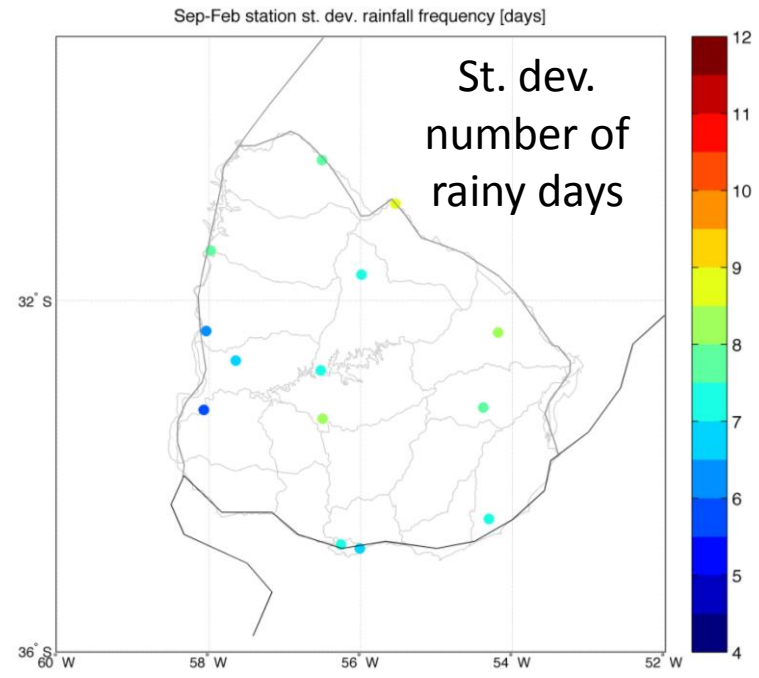 Sep-Feb station st. dev. rainfall frequency [days]
St. dev.
number of
rainy days
12
11
10
9
8
7
6
5
4
32° S
36° S
60° W
58° W
56° W
54° W
52° W